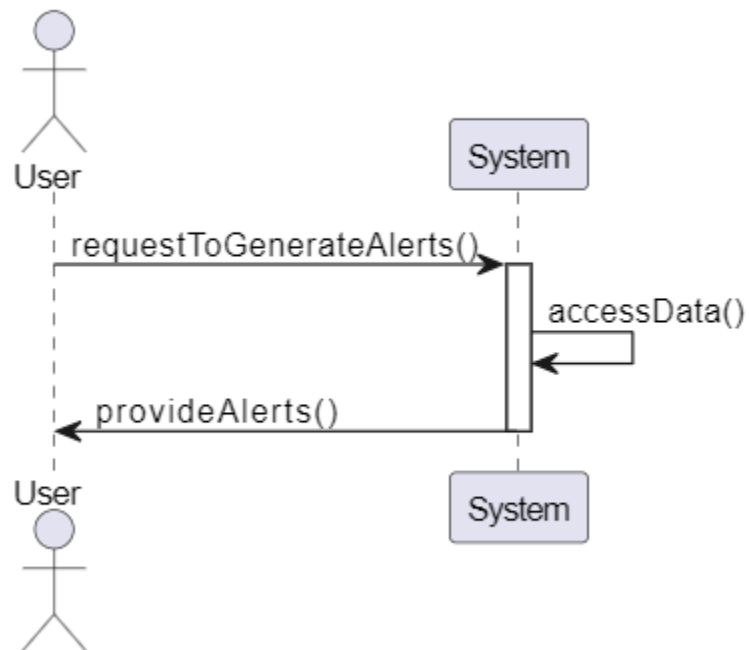 User
System
requestToGenerateAlerts()
accessData()
provideAlerts()
User
System